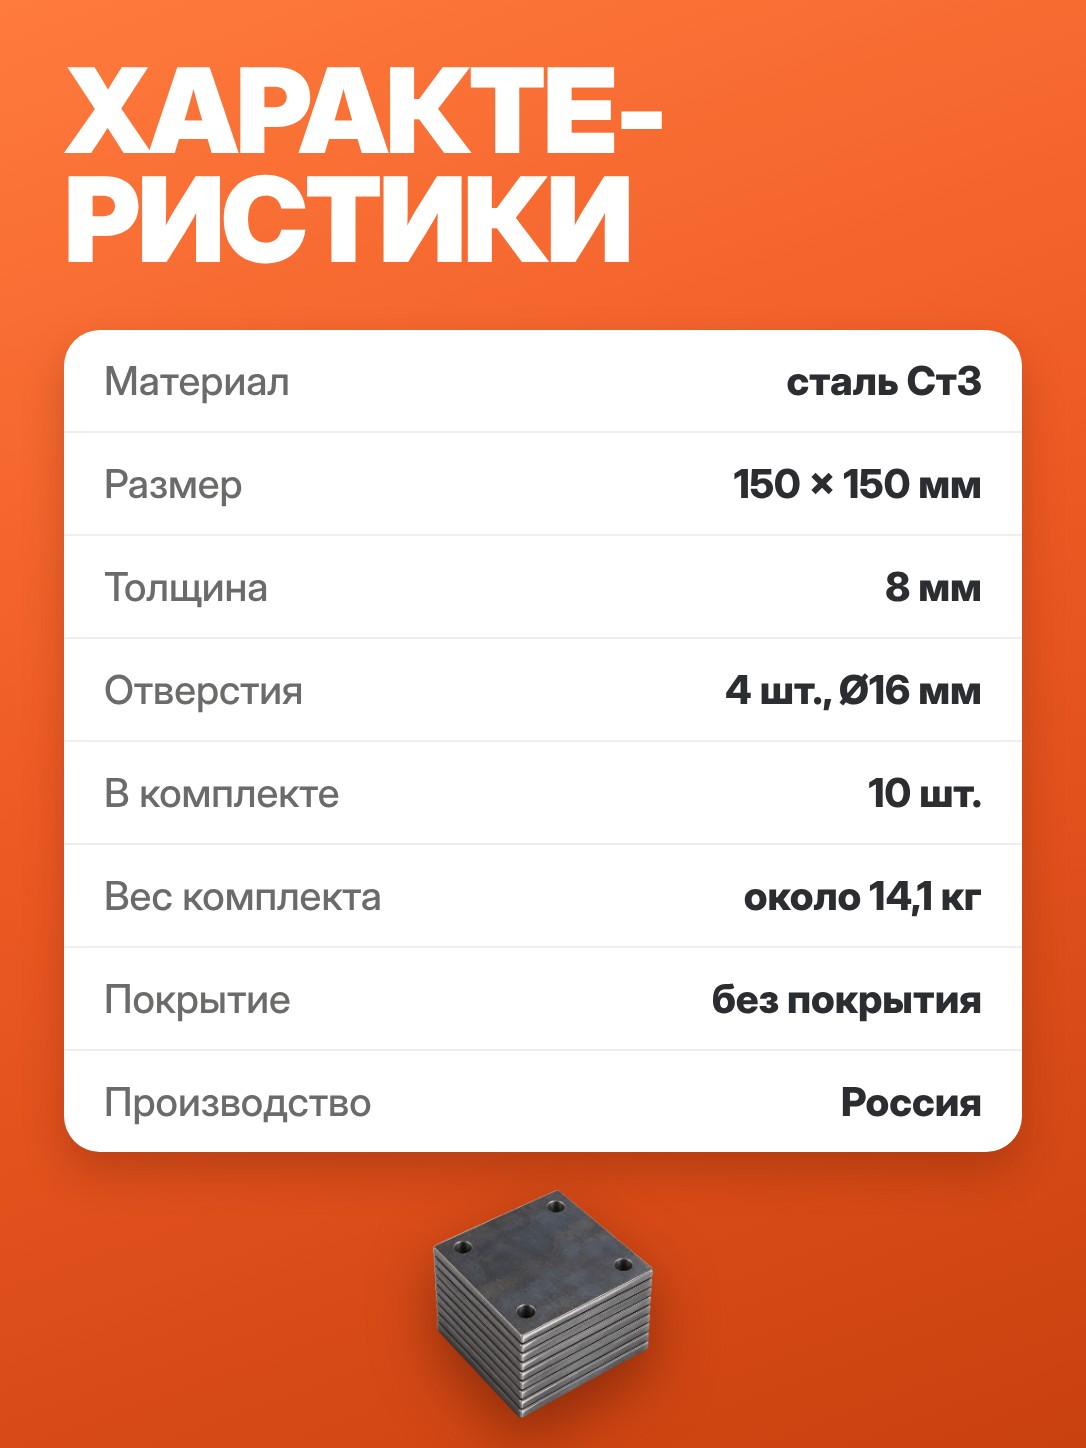 ХАРАКТЕ-
РИСТИКИ
Материал сталь Ст3
Размер 150 × 150 мм
Толщина 8 мм
Отверстия 4 шт., Ø16 мм
В комплекте 10 шт.
Вес комплекта около 14,1 кг
Покрытие без покрытия
Производство Россия